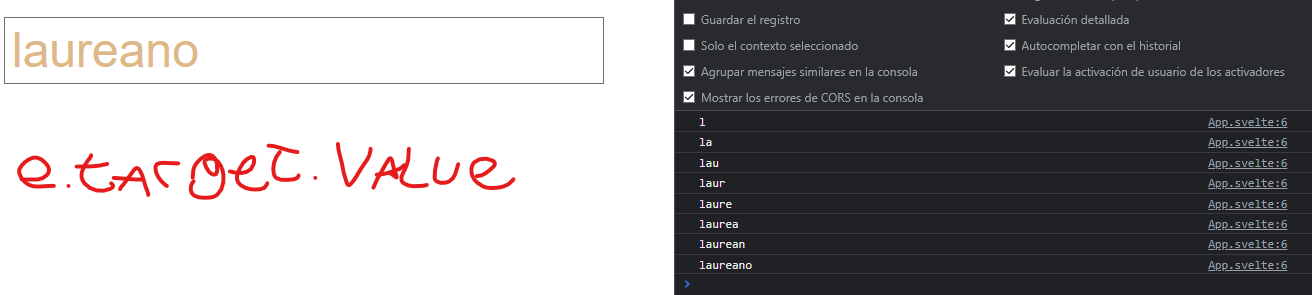 laureano
e.tArgeT.VALUe
Guardar el registro
Evaluación detallada
Solo el contexto seleccionado
Autocompletar con el historial
Agrupar mensajes similares en la consola
Evaluar la activación de usuario de los activadores
Mostrar los errores de CORS en la consola
l App.svelte:6
la App.svelte:6
lau App.svelte:6
laur App.svelte:6
laure App.svelte:6
laurea App.svelte:6
laurean App.svelte:6
laureano App.svelte:6